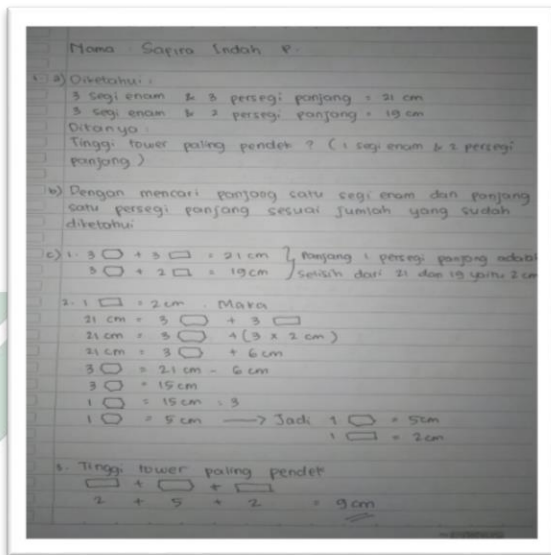 Nama Sapira Indah P.
1. a) Diketahui :
3 segi enam & 3 persegi panjang = 21 cm
3 segi enam & 2 persegi panjang = 19 cm
Ditanya :
Tinggi tower paling pendek ? (1 segi enam & 2 persegi
panjang)
b) Dengan mencari panjang satu segi enam dan panjang
satu persegi panjang sesuai jumlah yang sudah
diketahui
c) 1. 3 ⬡ + 3 ▭ = 21 cm } panjang 1 persegi panjang adalah
3 ⬡ + 2 ▭ = 19 cm } selisih dari 21 dan 19 yaitu 2 cm
2. 1 ▭ = 2 cm . Maka
21 cm = 3 ⬡ + 3 ▭
21 cm = 3 ⬡ + (3 x 2 cm)
21 cm = 3 ⬡ + 6 cm
3 ⬡ = 21 cm - 6 cm
3 ⬡ = 15 cm
1 ⬡ = 15 cm : 3
1 ⬡ = 5 cm → Jadi 1 ⬡ = 5cm
1 ▭ = 2cm
3. Tinggi tower paling pendek
▭ + ⬡ + ▭
2 + 5 + 2 = 9 cm